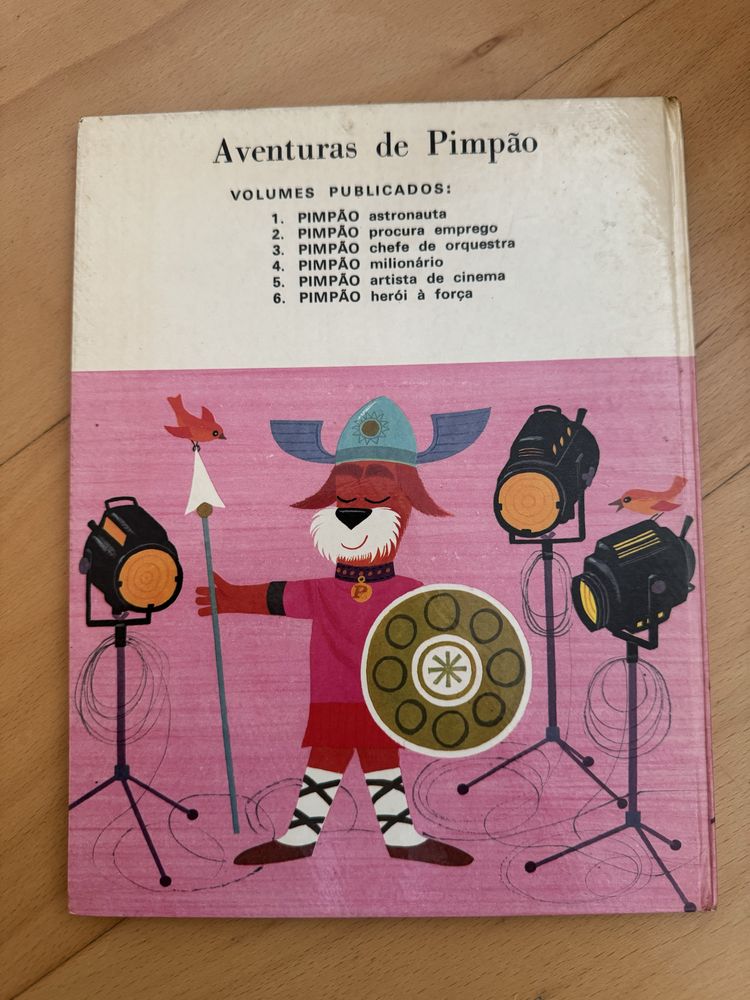 Aventuras de Pimpão
VOLUMES PUBLICADOS:
1. PIMPÃO astronauta
2. PIMPÃO procura emprego
3. PIMPÃO chefe de orquestra
4. PIMPÃO milionário
5. PIMPÃO artista de cinema
6. PIMPÃO herói à força
P